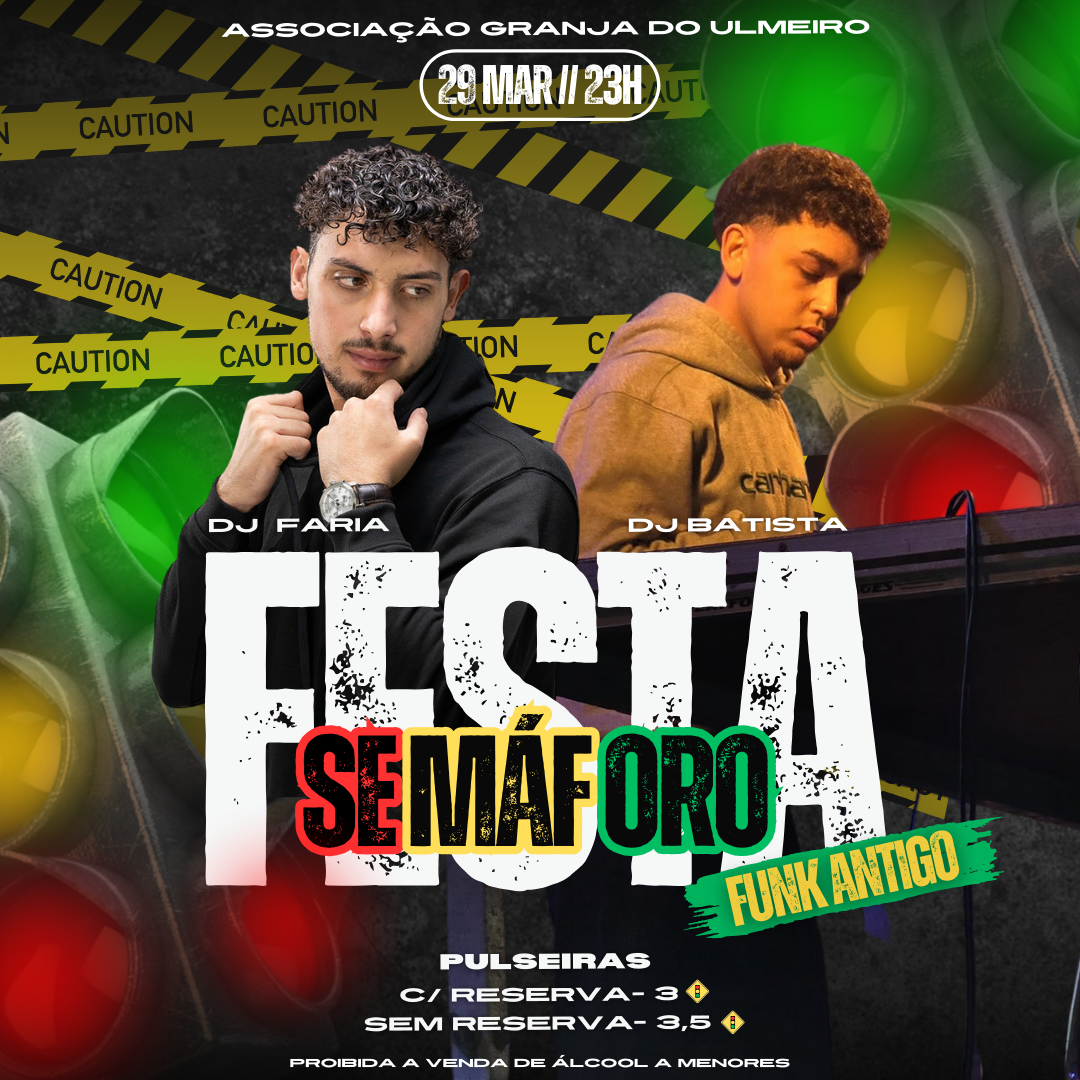 ASSOCIAÇÃO GRANJA DO ULMEIRO
29 MAR // 23H
CAUTION
CAUTION
CAUTION
CAUTION
CAUTION
DJ FARIA
DJ BATISTA
FESTA
SEMÁFORO
FUNK ANTIGO
PULSEIRAS
C/ RESERVA- 3
SEM RESERVA- 3,5
PROIBIDA A VENDA DE ÁLCOOL A MENORES